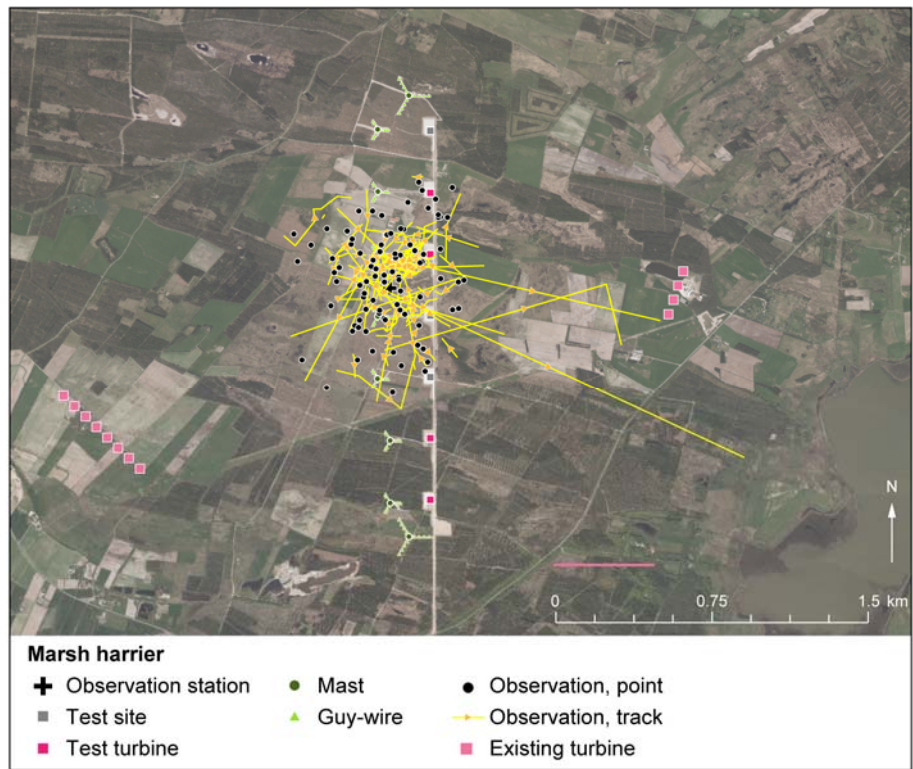 N
0 0.75 1.5 km
Marsh harrier
Observation station Mast Observation, point
Test site Guy-wire Observation, track
Test turbine Existing turbine